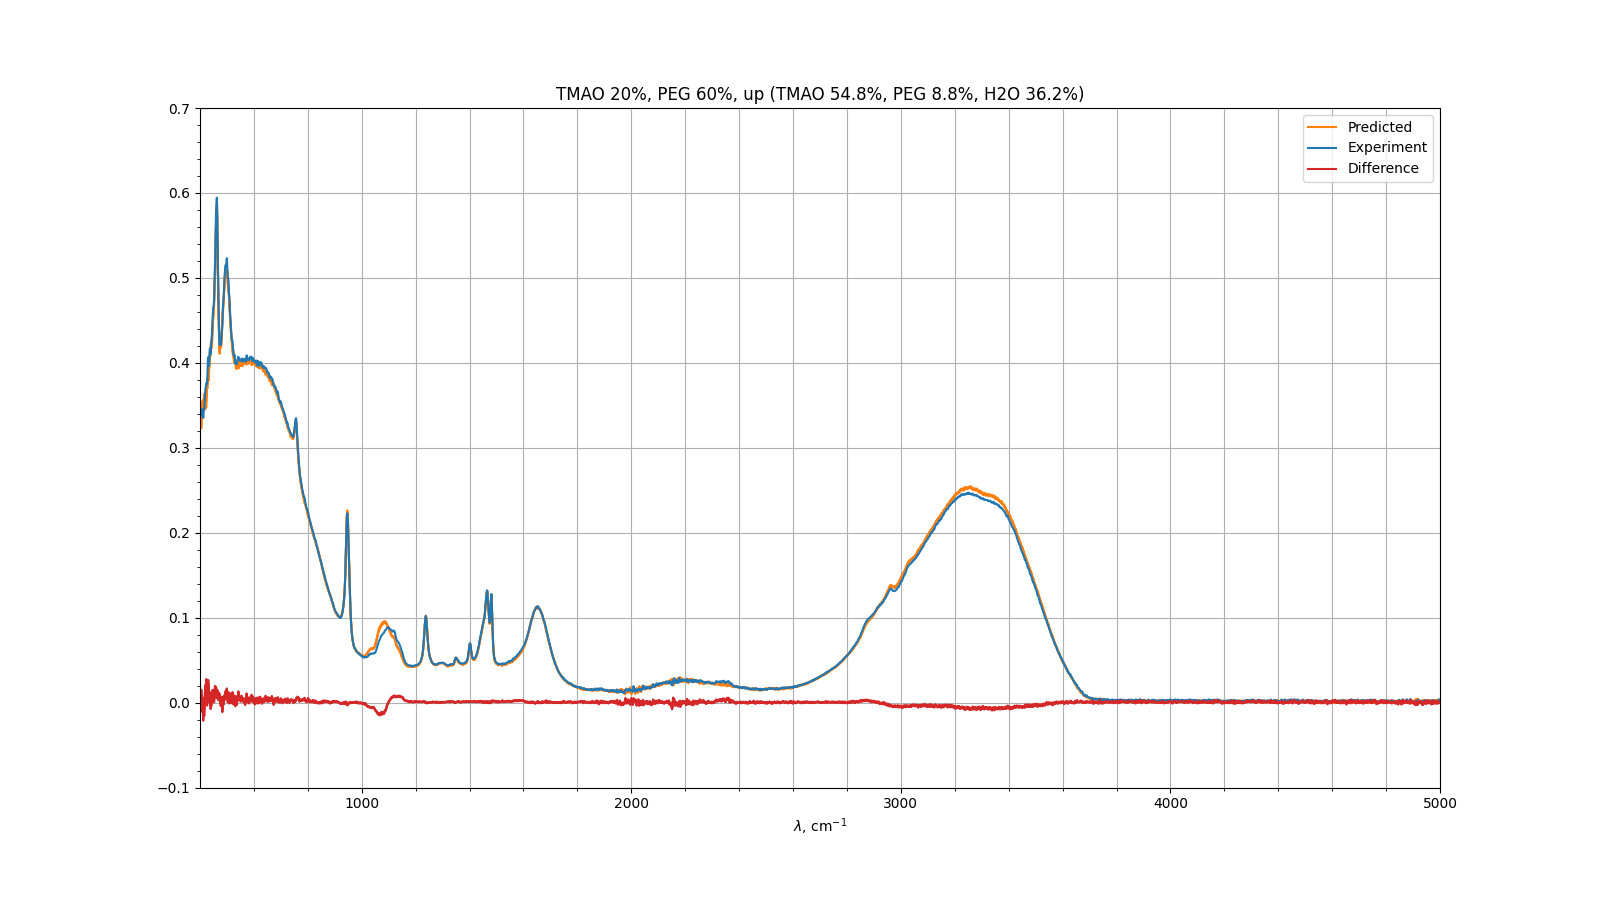 TMAO 20%, PEG 60%, up (TMAO 54.8%, PEG 8.8%, H2O 36.2%)
Predicted
Experiment
Difference
0.7
0.6
0.5
0.4
0.3
0.2
0.1
0.0
−0.1
1000 2000 3000 4000 5000
λ, cm⁻¹